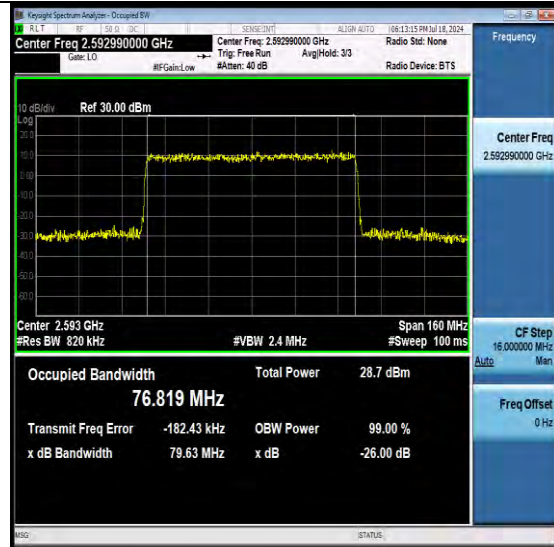 Keysight Spectrum Analyzer - Occupied BW
R L T RF 50 Ω DC SENSE:INT ALIGN AUTO 06:13:15 PM Jul 18, 2024
Center Freq 2.592990000 GHz Center Freq: 2.592990000 GHz Radio Std: None Frequency
Gate: LO Trig: Free Run Avg|Hold: 3/3
#IFGain:Low #Atten: 40 dB Radio Device: BTS
10 dB/div Ref 30.00 dBm
Log
20.0
10.0
0.00
-10.0
-20.0
-30.0
-40.0
-50.0
-60.0
Center Freq
2.592990000 GHz
Center 2.593 GHz Span 160 MHz
#Res BW 820 kHz #VBW 2.4 MHz #Sweep 100 ms
CF Step
16.000000 MHz
Auto Man
Occupied Bandwidth Total Power 28.7 dBm
76.819 MHz
Transmit Freq Error -182.43 kHz OBW Power 99.00 %
x dB Bandwidth 79.63 MHz x dB -26.00 dB
Freq Offset
0 Hz
MSG STATUS